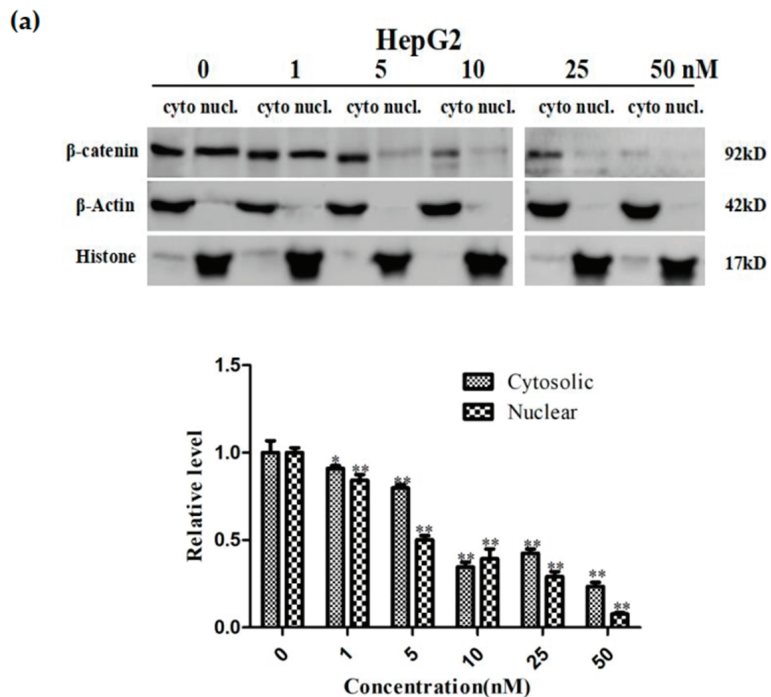 (a)
HepG2
0 1 5 10 25 50 nM
cyto nucl. cyto nucl. cyto nucl. cyto nucl. cyto nucl. cyto nucl.
β-catenin 92kD
β-Actin 42kD
Histone 17kD
1.5
Cytosolic
Nuclear
1.0
* ** ** ** ** ** ** ** ** **
0.5
0.0
Relative level
0 1 5 10 25 50
Concentration(nM)